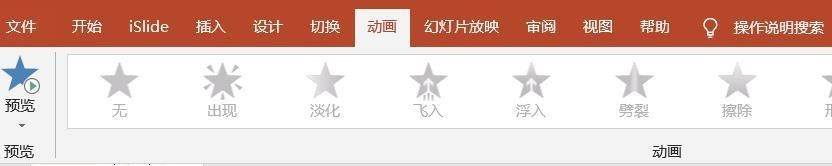 文件 开始 iSlide 插入 设计 切换 动画 幻灯片放映 审阅 视图 帮助 操作说明搜索
预览 无 出现 淡化 飞入 浮入 劈裂 擦除
预览 动画